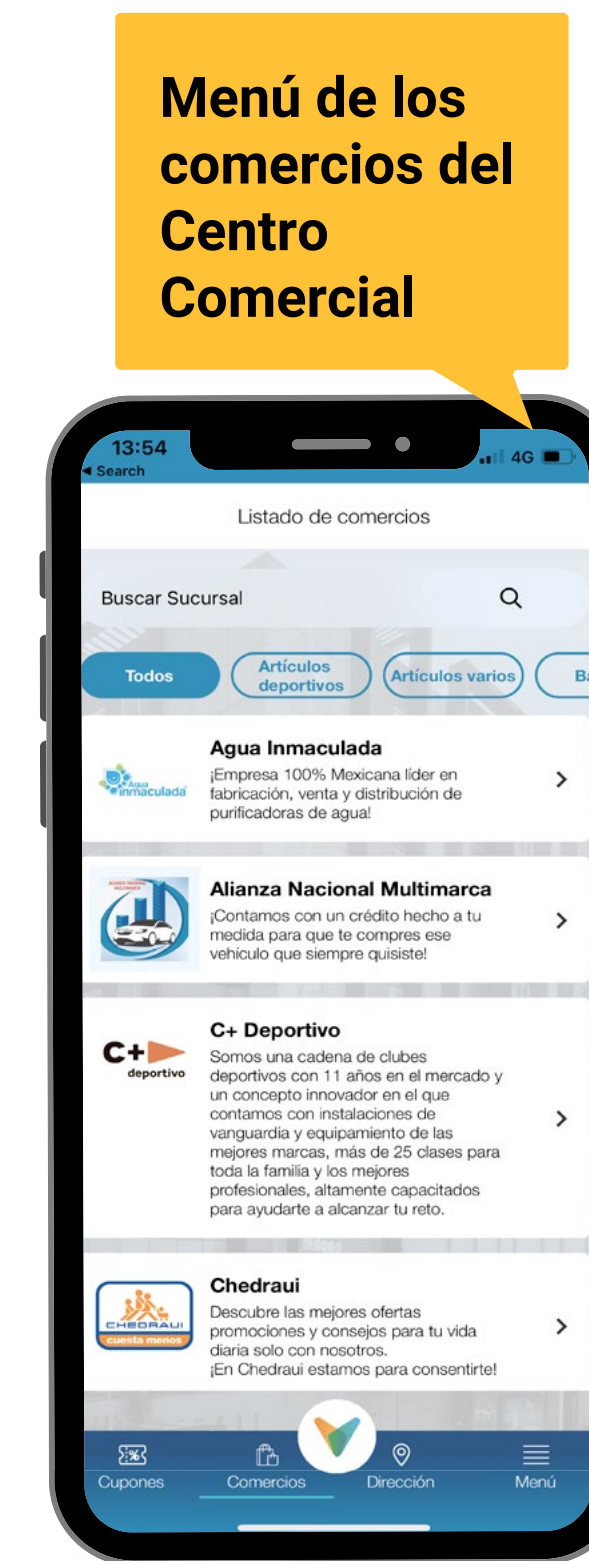 Menú de los
comercios del
Centro
Comercial
13:54
4G
Search
Listado de comercios
Buscar Sucursal
Todos
Artículos
deportivos
Artículos varios
Ba
Agua Inmaculada
¡Empresa 100% Mexicana líder en
fabricación, venta y distribución de
purificadoras de agua!
Agua
inmaculada
ALIANZA NACIONAL
MULTIMARCA
Alianza Nacional Multimarca
¡Contamos con un crédito hecho a tu
medida para que te compres ese
vehículo que siempre quisiste!
C+
deportivo
C+ Deportivo
Somos una cadena de clubes
deportivos con 11 años en el mercado y
un concepto innovador en el que
contamos con instalaciones de
vanguardia y equipamiento de las
mejores marcas, más de 25 clases para
toda la familia y los mejores
profesionales, altamente capacitados
para ayudarte a alcanzar tu reto.
CHEDRAUI
cuesta menos
Chedraui
Descubre las mejores ofertas
promociones y consejos para tu vida
diaria solo con nosotros.
¡En Chedraui estamos para consentirte!
Cupones
Comercios
Dirección
Menú